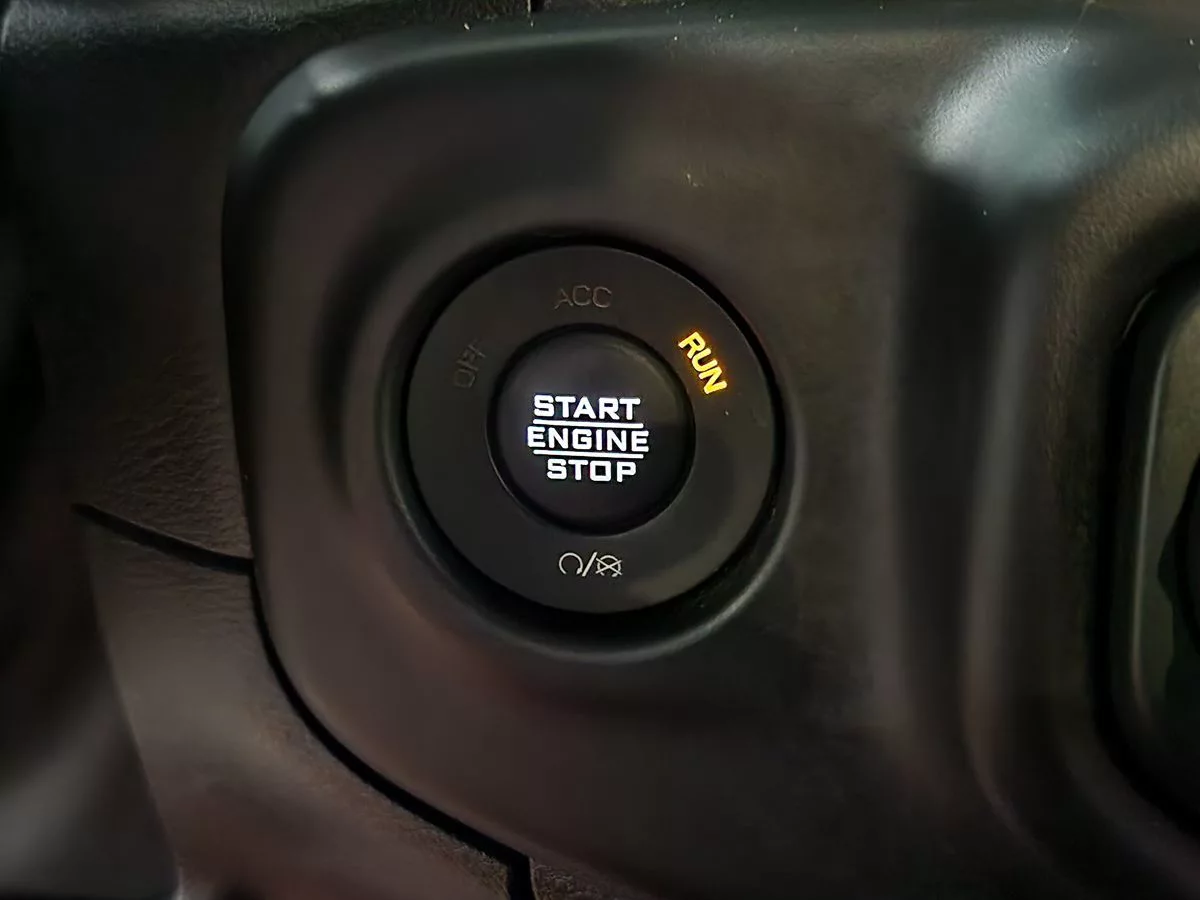 ACC
OFF
RUN
START
ENGINE
STOP